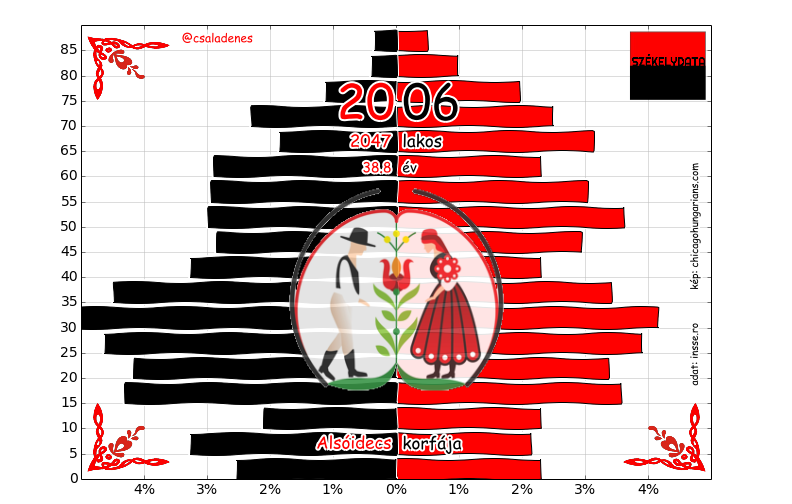 @csaladenes
SZÉKELYDATA
2006
2047 lakos
38.8 év
kép: chicagohungarians.com
adat: insse.ro
Alsóidecs korfája
85
80
75
70
65
60
55
50
45
40
35
30
25
20
15
10
5
0
4% 3% 2% 1% 0% 1% 2% 3% 4%